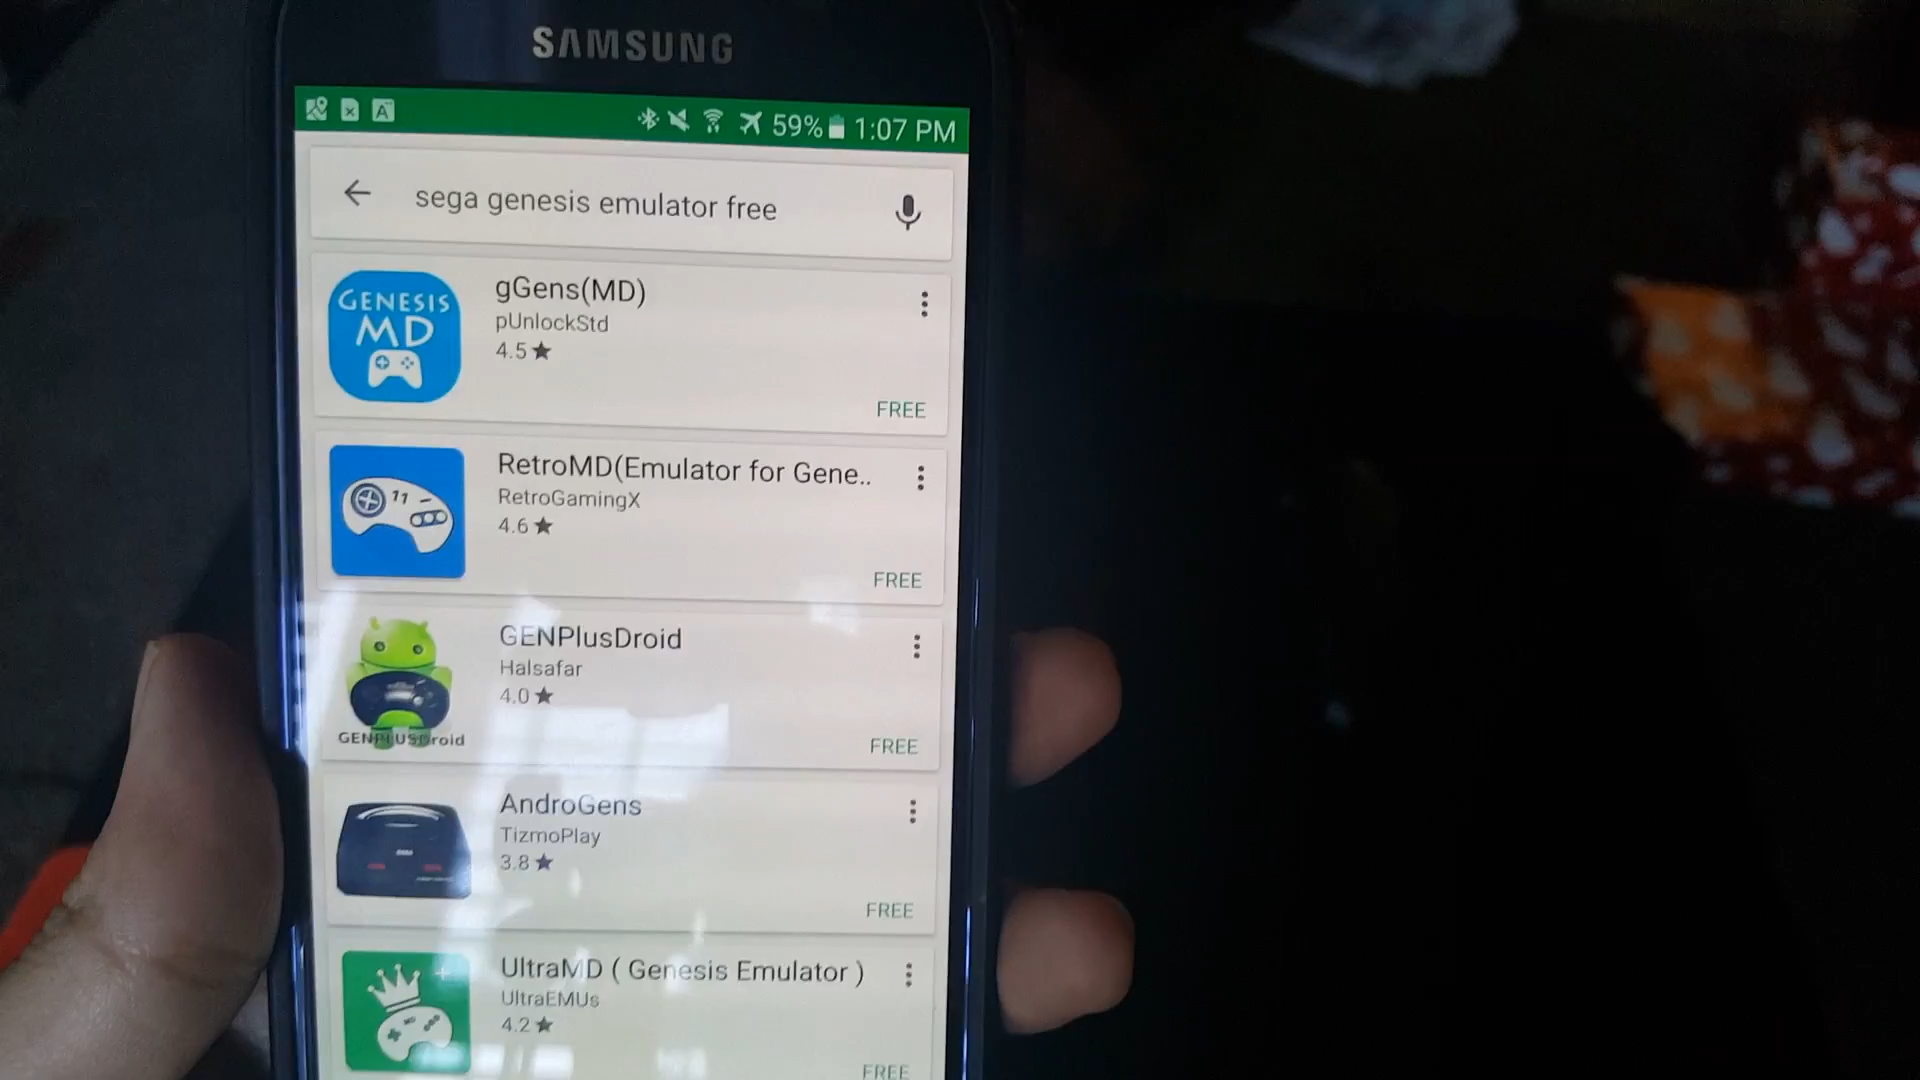 SAMSUNG
59% 1:07 PM
sega genesis emulator free
GENESIS
MD
gGens(MD)
pUnlockStd
4.5★
FREE
RetroMD(Emulator for Gene..
RetroGamingX
4.6★
FREE
GENPlusDroid
Halsafar
4.0★
GENPLUSDroid
FREE
AndroGens
TizmoPlay
3.8★
FREE
UltraMD ( Genesis Emulator )
UltraEMUs
4.2★
FREE